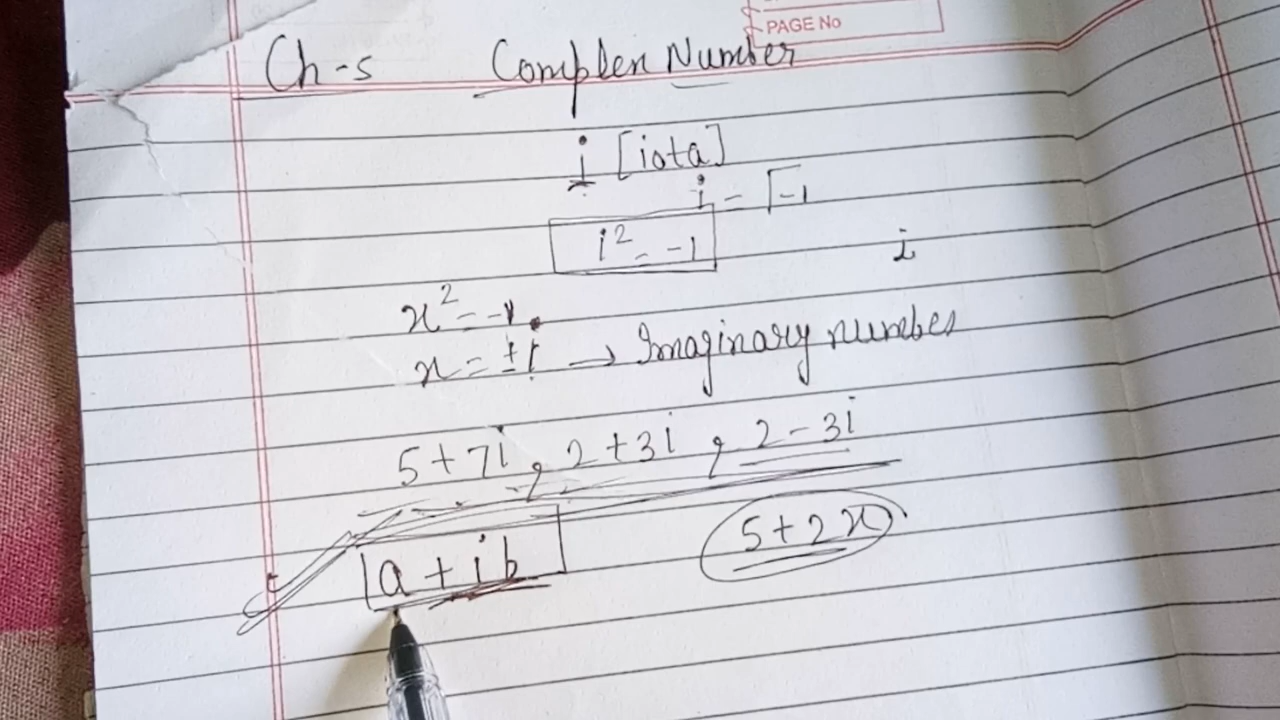 PAGE No
Ch-5 Complex Number
i [iota]
i = √-1
i² = -1
i
x² = -1
x = ±i → Imaginary number
5+7i, 2+3i, 2-3i
5+2x
a + ib